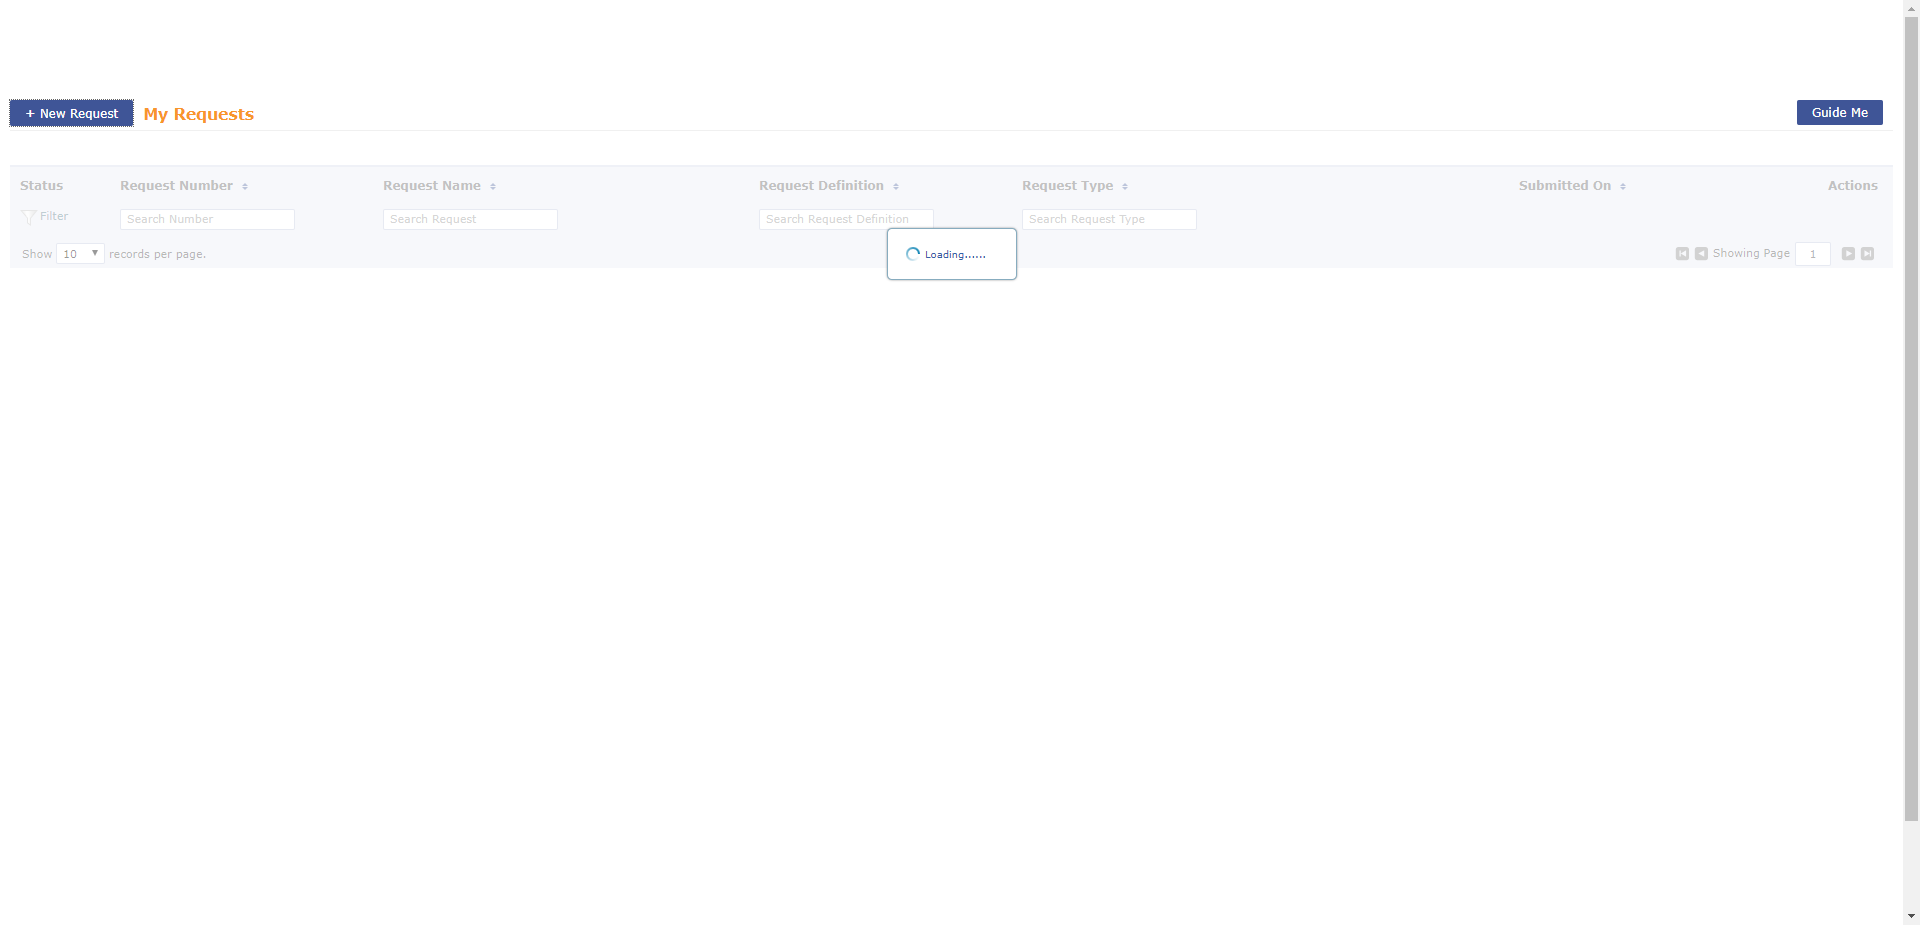 + New Request My Requests Guide Me
Status Request Number Request Name Request Definition Request Type Submitted On Actions
Filter Search Number Search Request Search Request Definition Search Request Type
Show 10 records per page. Loading...... Showing Page 1